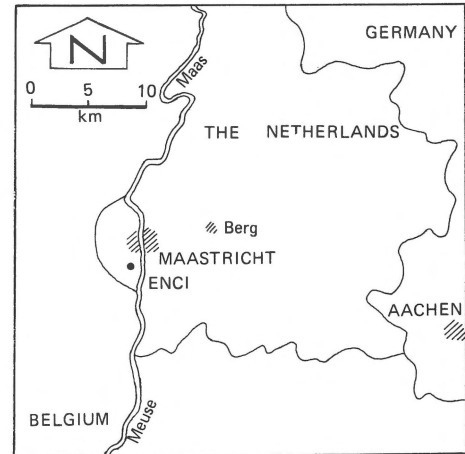 N
GERMANY
Maas
0 5 10
km
THE NETHERLANDS
Berg
MAASTRICHT
ENCI
AACHEN
BELGIUM
Meuse